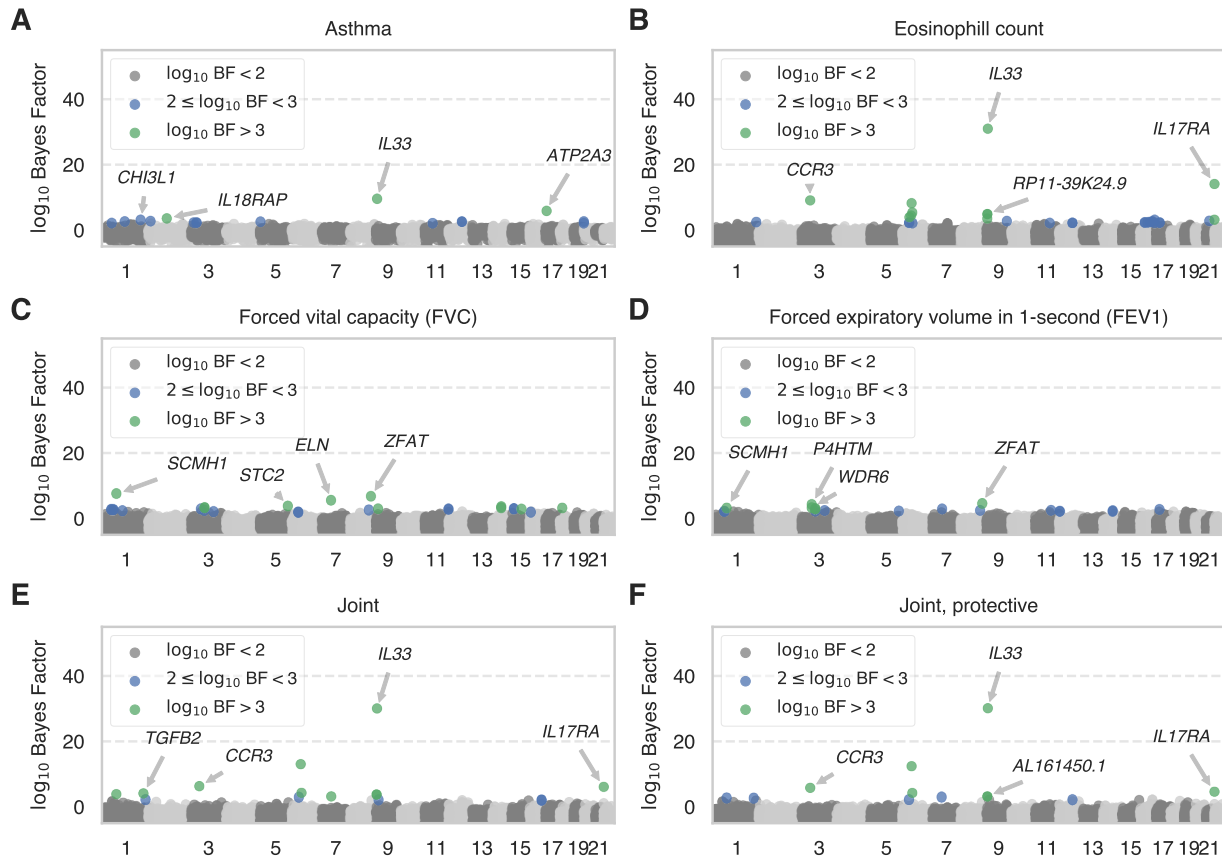 A
Asthma
log10 Bayes Factor
40
20
0
log10 BF < 2
2 ≤ log10 BF < 3
log10 BF > 3
CHI3L1
IL18RAP
IL33
ATP2A3
1 3 5 7 9 11 13 15 17 19 21
B
Eosinophill count
log10 Bayes Factor
40
20
0
log10 BF < 2
2 ≤ log10 BF < 3
log10 BF > 3
IL33
IL17RA
CCR3
RP11-39K24.9
1 3 5 7 9 11 13 15 17 19 21
C
Forced vital capacity (FVC)
log10 Bayes Factor
40
20
0
log10 BF < 2
2 ≤ log10 BF < 3
log10 BF > 3
SCMH1
STC2
ELN
ZFAT
1 3 5 7 9 11 13 15 17 19 21
D
Forced expiratory volume in 1-second (FEV1)
log10 Bayes Factor
40
20
0
log10 BF < 2
2 ≤ log10 BF < 3
log10 BF > 3
SCMH1
P4HTM
WDR6
ZFAT
1 3 5 7 9 11 13 15 17 19 21
E
Joint
log10 Bayes Factor
40
20
0
log10 BF < 2
2 ≤ log10 BF < 3
log10 BF > 3
TGFB2
CCR3
IL33
IL17RA
1 3 5 7 9 11 13 15 17 19 21
F
Joint, protective
log10 Bayes Factor
40
20
0
log10 BF < 2
2 ≤ log10 BF < 3
log10 BF > 3
IL33
IL17RA
CCR3
AL161450.1
1 3 5 7 9 11 13 15 17 19 21